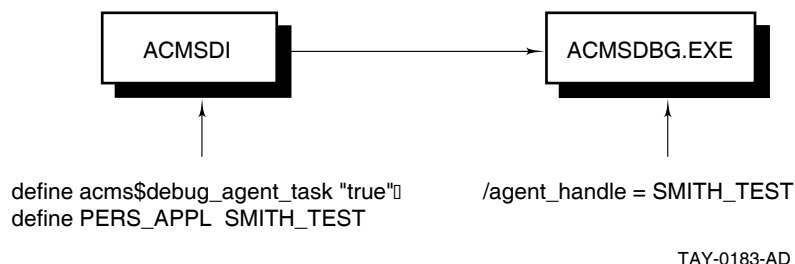 ACMSDI
ACMSDBG.EXE
define acms$debug_agent_task "true"▯
define PERS_APPL SMITH_TEST
/agent_handle = SMITH_TEST
TAY-0183-AD